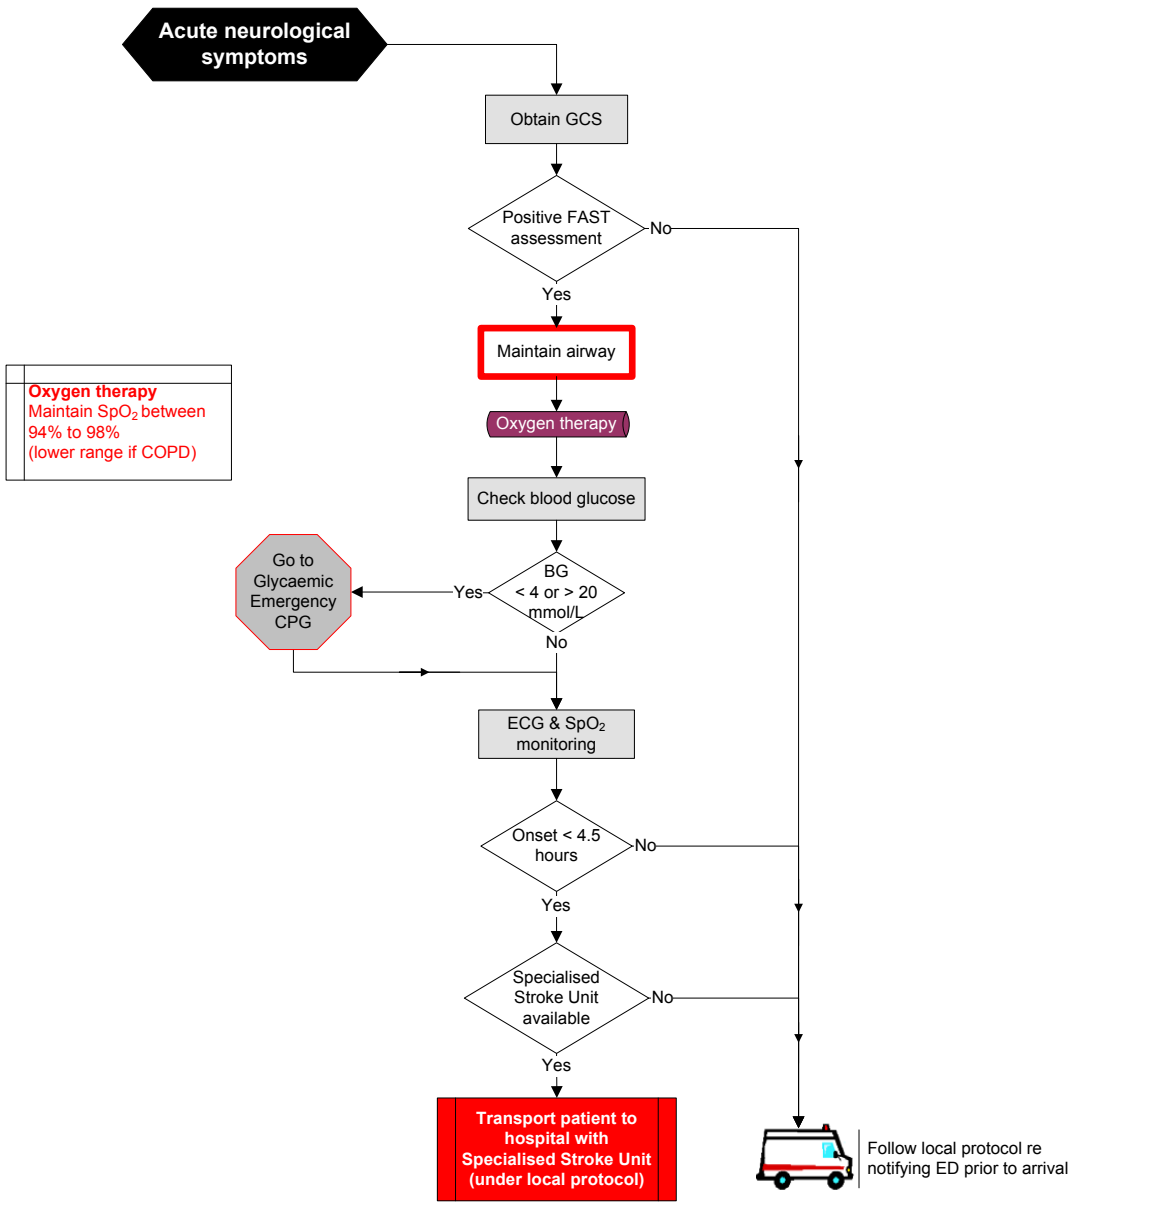 Acute neurological
symptoms
Obtain GCS
Positive FAST
assessment
No
Yes
Maintain airway
Oxygen therapy
Maintain SpO₂ between
94% to 98%
(lower range if COPD)
Oxygen therapy
Check blood glucose
BG
< 4 or > 20
mmol/L
Yes
Go to
Glycaemic
Emergency
CPG
No
ECG & SpO₂
monitoring
Onset < 4.5
hours
No
Yes
Specialised
Stroke Unit
available
No
Yes
Transport patient to
hospital with
Specialised Stroke Unit
(under local protocol)
Follow local protocol re
notifying ED prior to arrival